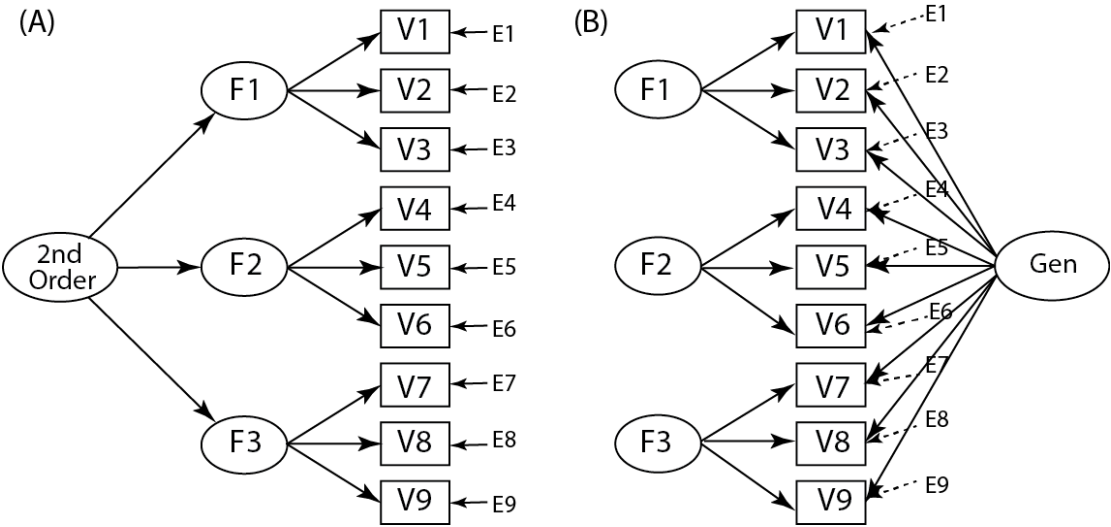 (A)
V1
E1
F1
V2
E2
V3
E3
V4
E4
2nd
Order
F2
V5
E5
V6
E6
V7
E7
F3
V8
E8
V9
E9
(B)
V1
E1
F1
V2
E2
V3
E3
V4
E4
F2
V5
E5
Gen
V6
E6
V7
E7
F3
V8
E8
V9
E9